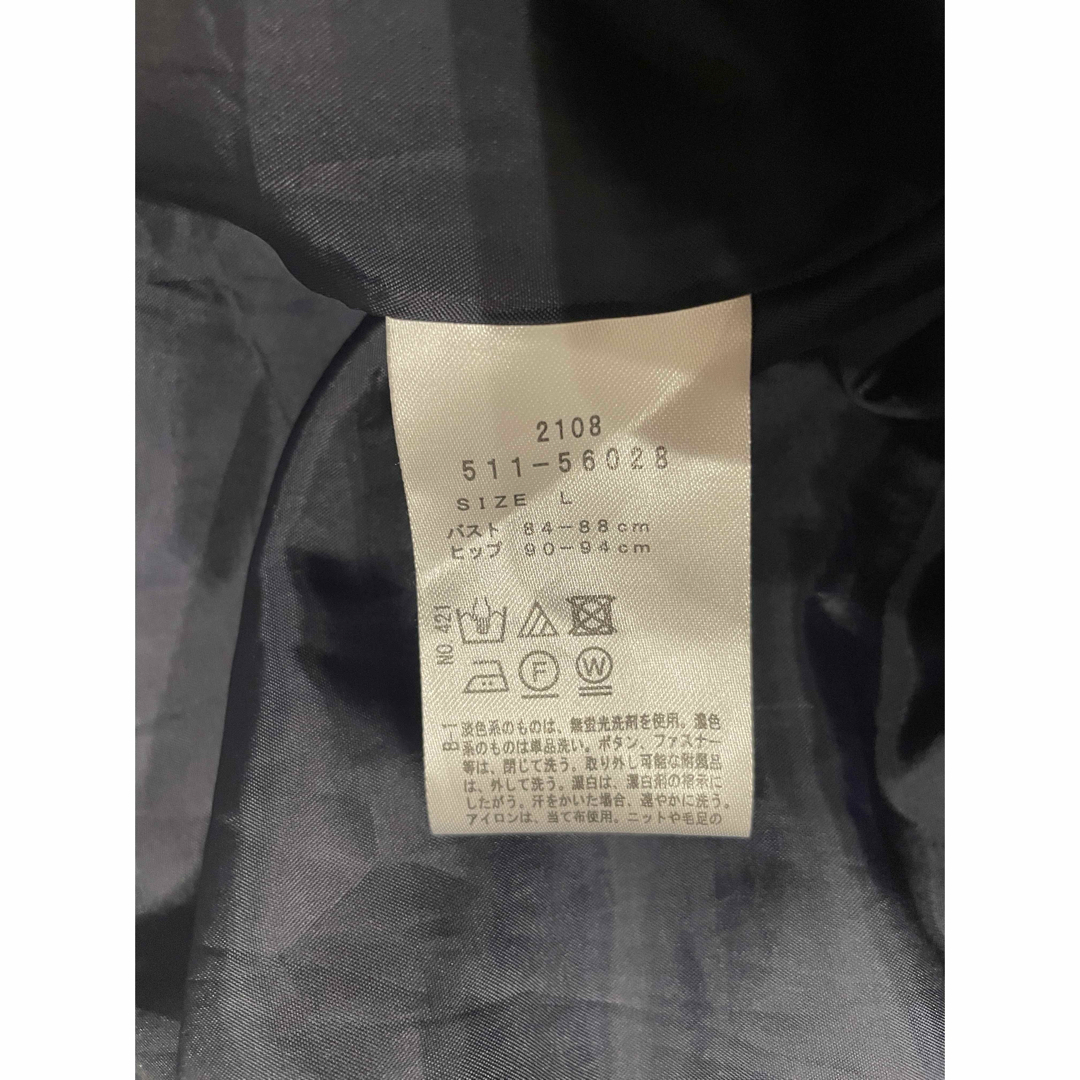 2108
511-56028
SIZE L
バスト 84-88cm
ヒップ 90-94cm
NO 421
F W
B-1
淡色系のものは、無蛍光洗剤を使用。濃色
系のものは単品洗い。ボタン、ファスナー
等は、閉じて洗う。取り外し可能な附属品
は、外して洗う。漂白は、漂白剤の指示に
したがう。汗をかいた場合、速やかに洗う。
アイロンは、当て布使用。ニットや毛足の